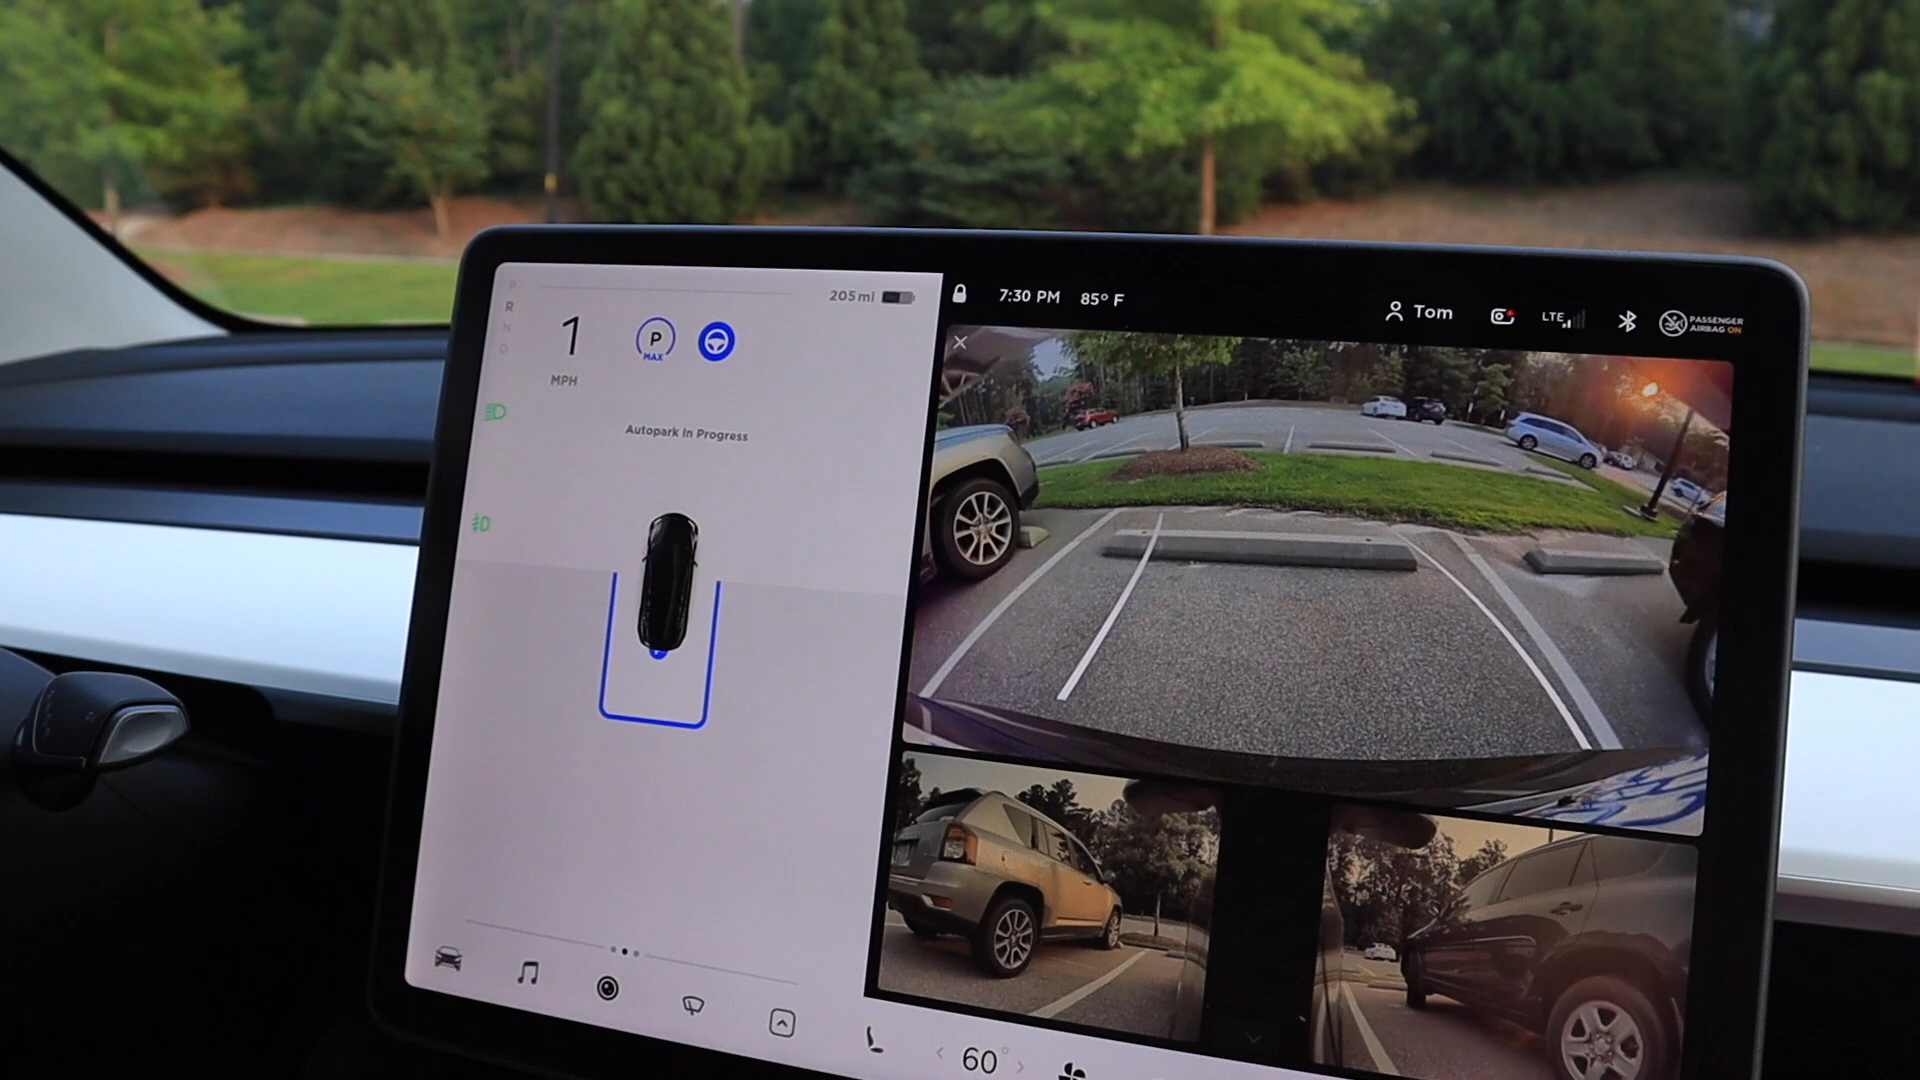 P
R
N
D
1
MPH
P
MAX
205 mi
Autopark In Progress
7:30 PM
85° F
Tom
LTE
PASSENGER
AIRBAG ON
60°